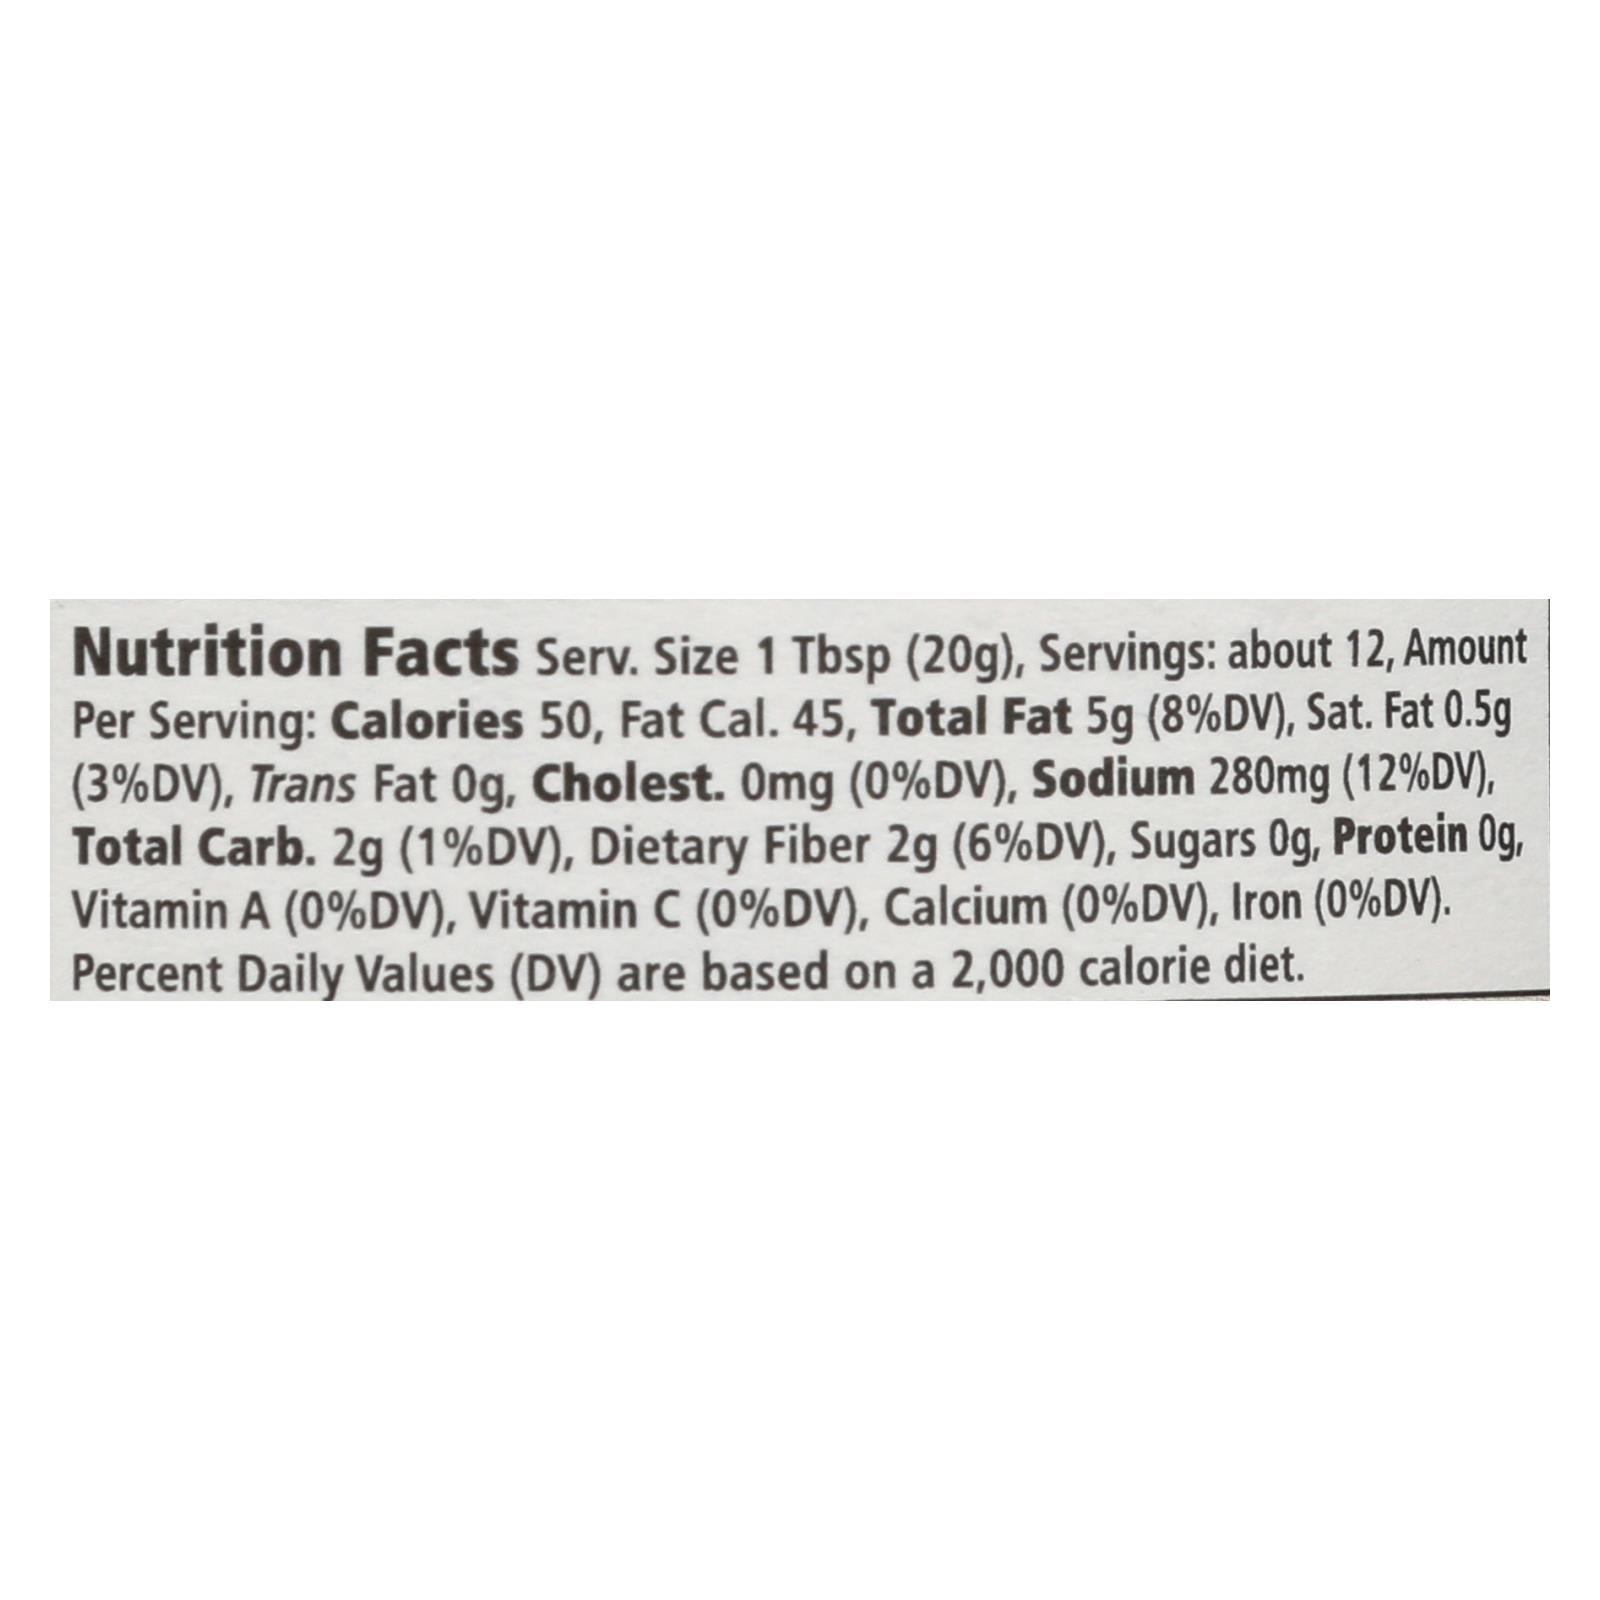 Nutrition Facts Serv. Size 1 Tbsp (20g), Servings: about 12, Amount
Per Serving: Calories 50, Fat Cal. 45, Total Fat 5g (8%DV), Sat. Fat 0.5g
(3%DV), Trans Fat 0g, Cholest. 0mg (0%DV), Sodium 280mg (12%DV),
Total Carb. 2g (1%DV), Dietary Fiber 2g (6%DV), Sugars 0g, Protein 0g,
Vitamin A (0%DV), Vitamin C (0%DV), Calcium (0%DV), Iron (0%DV).
Percent Daily Values (DV) are based on a 2,000 calorie diet.